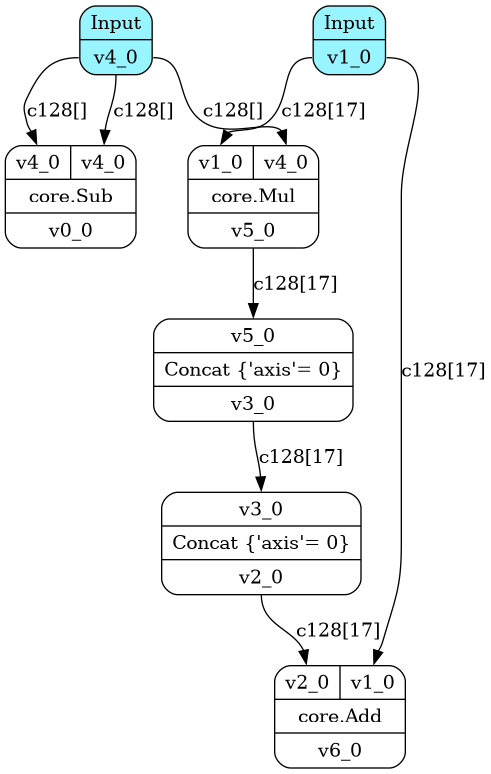 Input
v4_0
Input
v1_0
c128[]
c128[]
c128[]
c128[17]
v4_0 v4_0
core.Sub
v0_0
v1_0 v4_0
core.Mul
v5_0
c128[17]
v5_0
Concat {'axis'= 0}
v3_0
c128[17]
c128[17]
v3_0
Concat {'axis'= 0}
v2_0
c128[17]
v2_0 v1_0
core.Add
v6_0